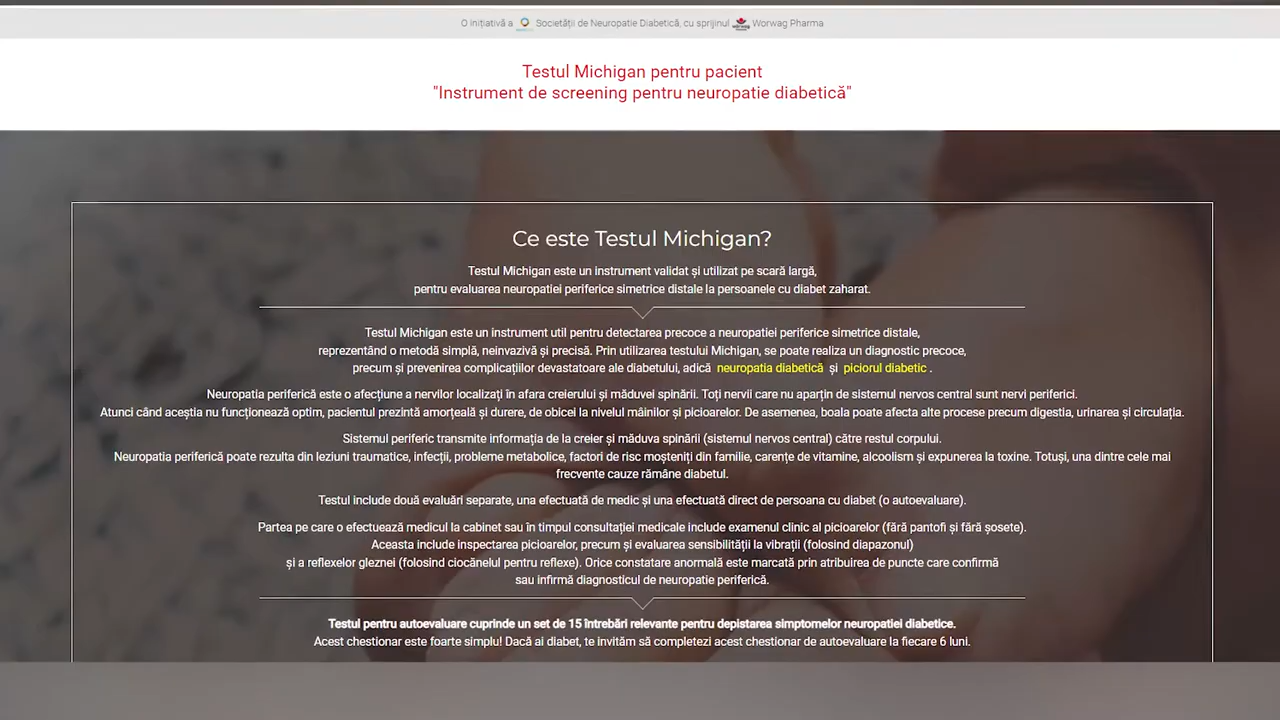 O inițiativă a Societății de Neuropatie Diabetică, cu sprijinul Worwag Pharma
Testul Michigan pentru pacient
"Instrument de screening pentru neuropatie diabetică"
Ce este Testul Michigan?
Testul Michigan este un instrument validat și utilizat pe scară largă,
pentru evaluarea neuropatiei periferice simetrice distale la persoanele cu diabet zaharat.
Testul Michigan este un instrument util pentru detectarea precoce a neuropatiei periferice simetrice distale,
reprezentând o metodă simplă, neinvazivă și precisă. Prin utilizarea testului Michigan, se poate realiza un diagnostic precoce,
precum și prevenirea complicațiilor devastatoare ale diabetului, adică neuropatia diabetică și piciorul diabetic .
Neuropatia periferică este o afecțiune a nervilor localizați în afara creierului și măduvei spinării. Toți nervii care nu aparțin de sistemul nervos central sunt nervi periferici.
Atunci când aceștia nu funcționează optim, pacientul prezintă amorțeală și durere, de obicei la nivelul mâinilor și picioarelor. De asemenea, boala poate afecta alte procese precum digestia, urinarea și circulația.
Sistemul periferic transmite informația de la creier și măduva spinării (sistemul nervos central) către restul corpului.
Neuropatia periferică poate rezulta din leziuni traumatice, infecții, probleme metabolice, factori de risc moșteniți din familie, carențe de vitamine, alcoolism și expunerea la toxine. Totuși, una dintre cele mai
frecvente cauze rămâne diabetul.
Testul include două evaluări separate, una efectuată de medic și una efectuată direct de persoana cu diabet (o autoevaluare).
Partea pe care o efectuează medicul la cabinet sau în timpul consultației medicale include examenul clinic al picioarelor (fără pantofi și fără șosete).
Aceasta include inspectarea picioarelor, precum și evaluarea sensibilității la vibrații (folosind diapazonul)
și a reflexelor gleznei (folosind ciocănelul pentru reflexe). Orice constatare anormală este marcată prin atribuirea de puncte care confirmă
sau infirmă diagnosticul de neuropatie periferică.
Testul pentru autoevaluare cuprinde un set de 15 întrebări relevante pentru depistarea simptomelor neuropatiei diabetice.
Acest chestionar este foarte simplu! Dacă ai diabet, te invităm să completezi acest chestionar de autoevaluare la fiecare 6 luni.